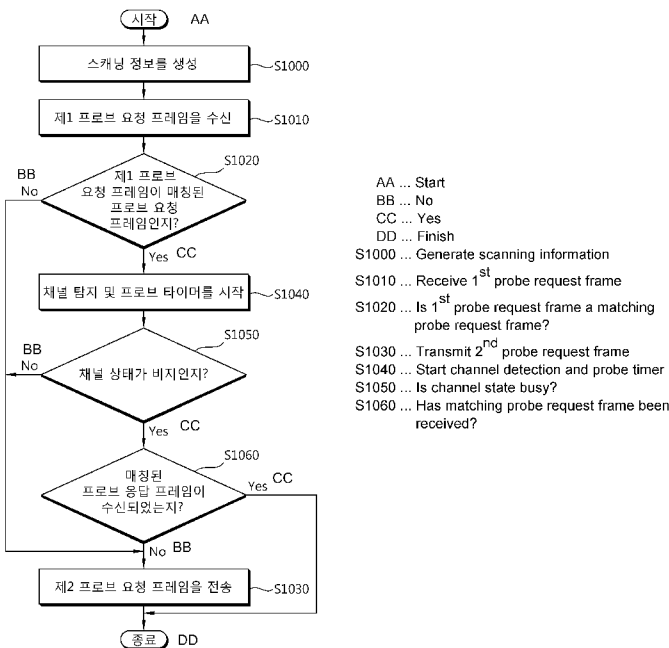 시작 AA
스캐닝 정보를 생성 S1000
제1 프로브 요청 프레임을 수신 S1010
S1020
BB
No
제1 프로브
요청 프레임이 매칭된
프로브 요청
프레임인지?
Yes CC
채널 탐지 및 프로브 타이머를 시작 S1040
S1050
BB
No
채널 상태가 비지인지?
Yes CC
S1060
매칭된
프로브 응답 프레임이
수신되었는지?
Yes CC
No BB
제2 프로브 요청 프레임을 전송 S1030
종료 DD
AA ... Start
BB ... No
CC ... Yes
DD ... Finish
S1000 ... Generate scanning information
S1010 ... Receive 1st probe request frame
S1020 ... Is 1st probe request frame a matching
probe request frame?
S1030 ... Transmit 2nd probe request frame
S1040 ... Start channel detection and probe timer
S1050 ... Is channel state busy?
S1060 ... Has matching probe request frame been
received?